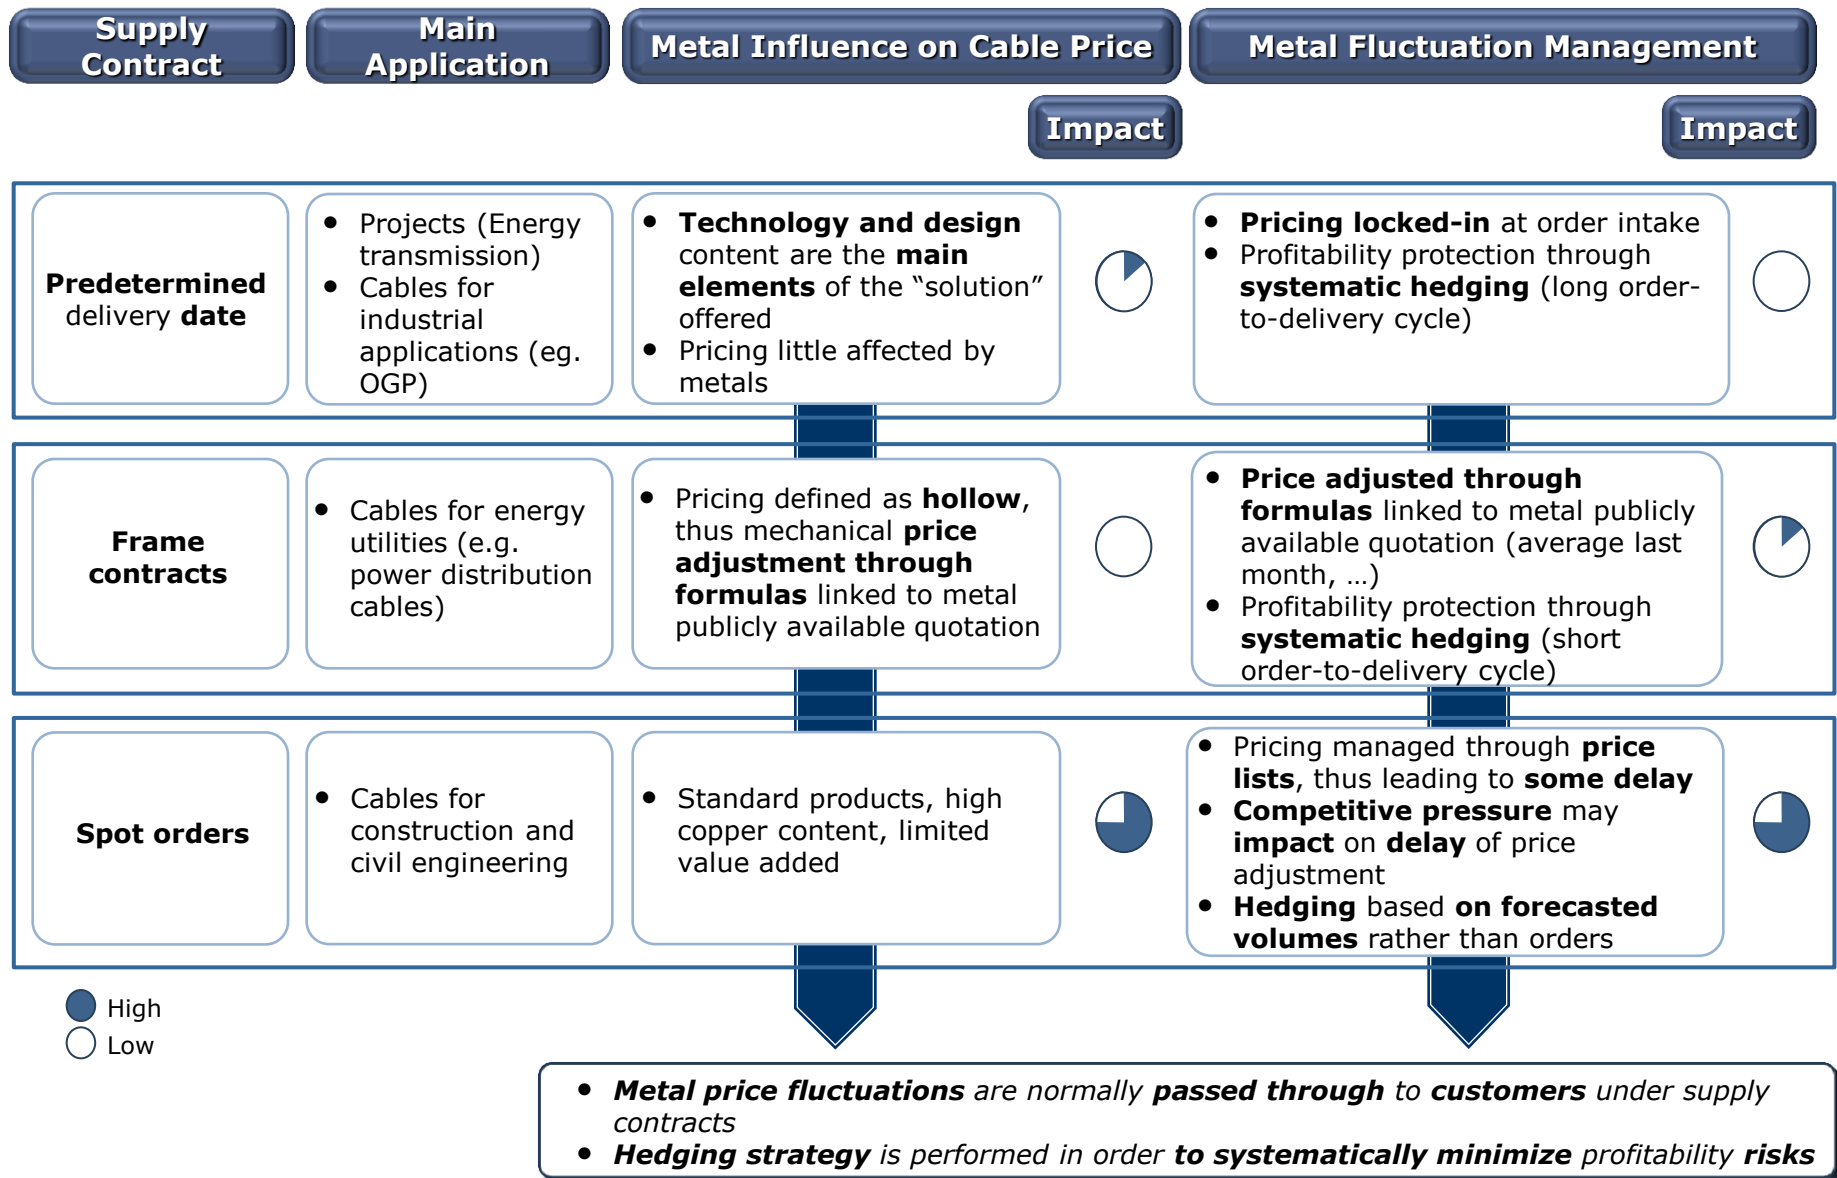 Supply
Contract
Main
Application
Metal Influence on Cable Price
Metal Fluctuation Management
Impact
Impact
Predetermined
delivery date
• Projects (Energy
transmission)
• Cables for
industrial
applications (eg.
OGP)
• Technology and design
content are the main
elements of the “solution”
offered
• Pricing little affected by
metals
• Pricing locked-in at order intake
• Profitability protection through
systematic hedging (long order-
to-delivery cycle)
Frame
contracts
• Cables for energy
utilities (e.g.
power distribution
cables)
• Pricing defined as hollow,
thus mechanical price
adjustment through
formulas linked to metal
publicly available quotation
• Price adjusted through
formulas linked to metal publicly
available quotation (average last
month, …)
• Profitability protection through
systematic hedging (short
order-to-delivery cycle)
Spot orders
• Cables for
construction and
civil engineering
• Standard products, high
copper content, limited
value added
• Pricing managed through price
lists, thus leading to some delay
• Competitive pressure may
impact on delay of price
adjustment
• Hedging based on forecasted
volumes rather than orders
High
Low
• Metal price fluctuations are normally passed through to customers under supply
contracts
• Hedging strategy is performed in order to systematically minimize profitability risks